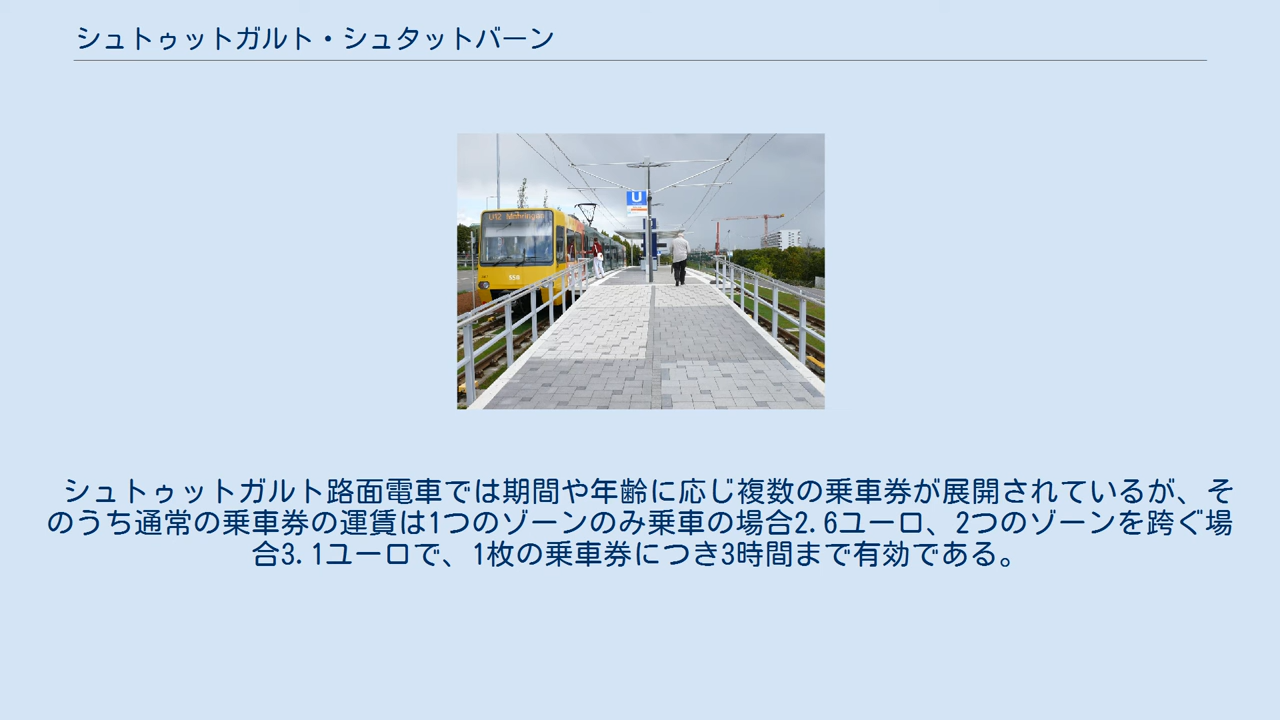 シュトゥットガルト・シュタットバーン
U12 Möhringen
U
SSB
シュトゥットガルト路面電車では期間や年齢に応じ複数の乗車券が展開されているが、そ
のうち通常の乗車券の運賃は1つのゾーンのみ乗車の場合2.6ユーロ、2つのゾーンを跨ぐ場
合3.1ユーロで、1枚の乗車券につき3時間まで有効である。